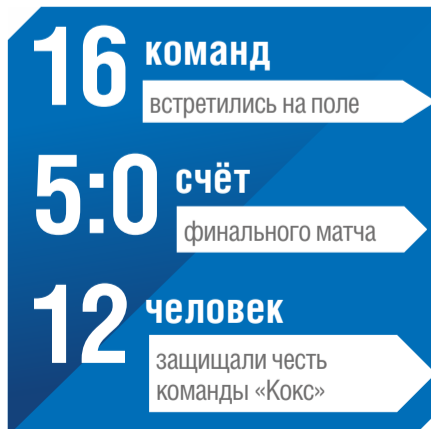 16 команд
встретились на поле
5:0 счёт
финального матча
12 человек
защищали честь
команды «Кокс»